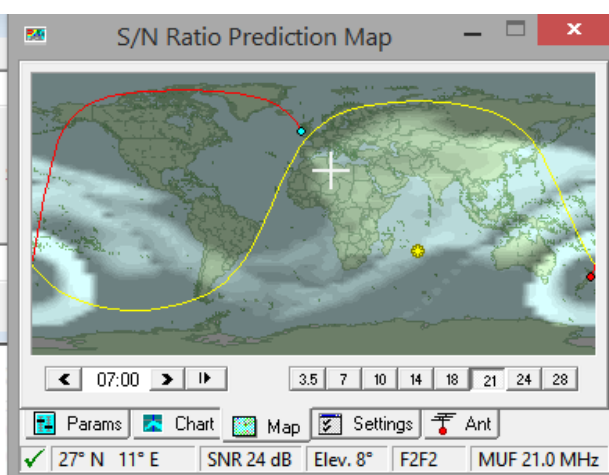 S/N Ratio Prediction Map
07:00
3.5 7 10 14 18 21 24 28
Params Chart Map Settings Ant
27° N 11° E SNR 24 dB Elev. 8° F2F2 MUF 21.0 MHz